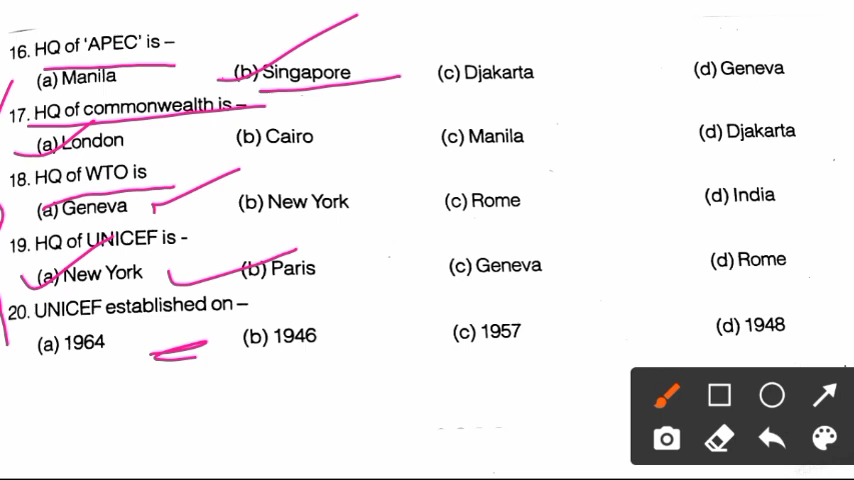 16. HQ of 'APEC' is –
(a) Manila (b) Singapore (c) Djakarta (d) Geneva
17. HQ of commonwealth is –
(a) London (b) Cairo (c) Manila (d) Djakarta
18. HQ of WTO is
(a) Geneva (b) New York (c) Rome (d) India
19. HQ of UNICEF is -
(a) New York (b) Paris (c) Geneva (d) Rome
20. UNICEF established on –
(a) 1964 (b) 1946 (c) 1957 (d) 1948